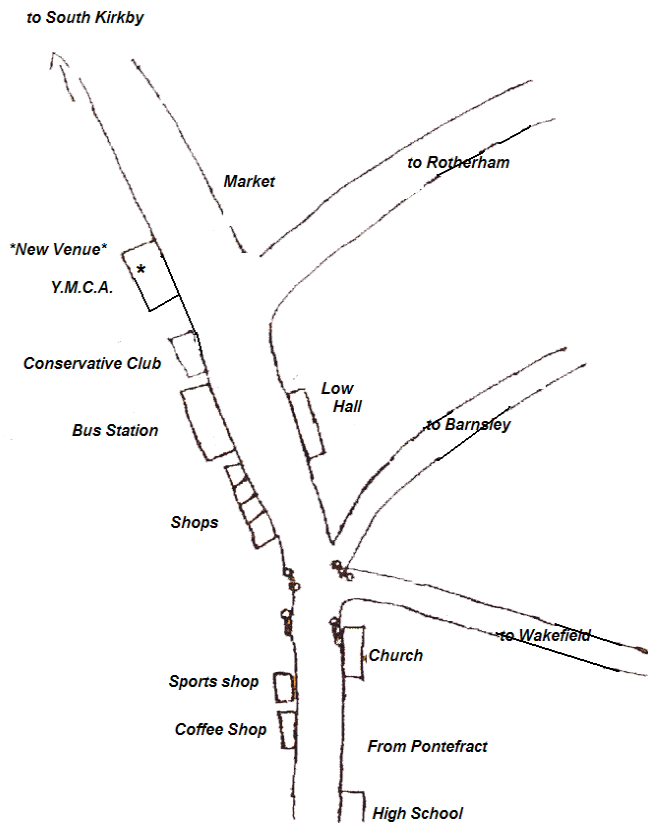 to South Kirkby
to Rotherham
Market
*New Venue*
*
Y.M.C.A.
Conservative Club
Low
Hall
Bus Station
to Barnsley
Shops
to Wakefield
Church
Sports shop
Coffee Shop
From Pontefract
High School